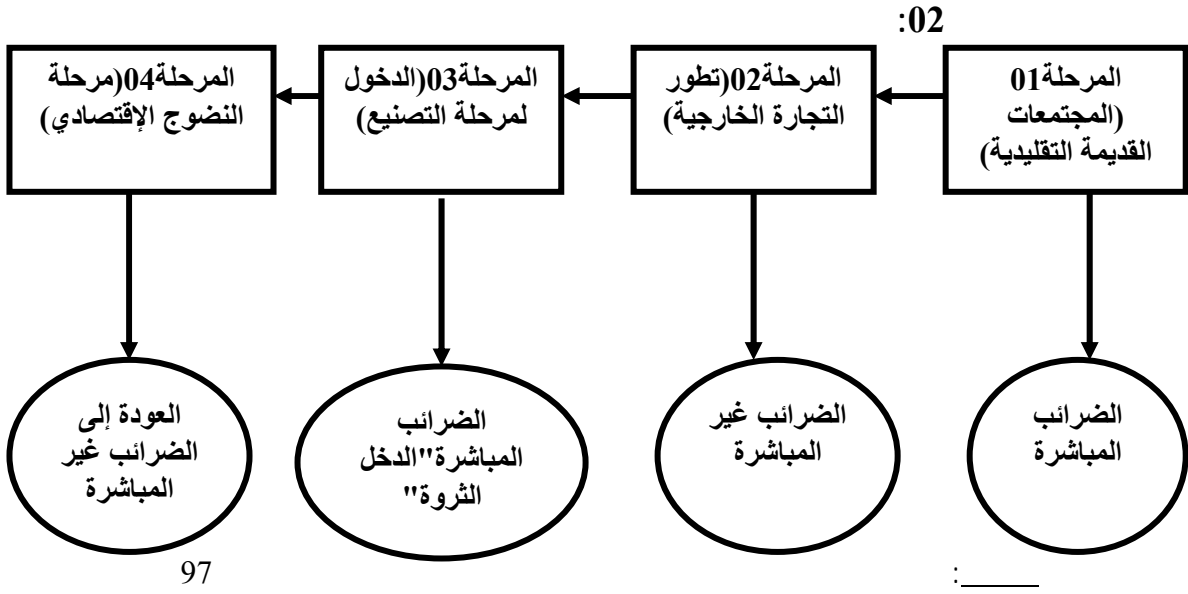 02:
المرحلة01
(المجتمعات
القديمة التقليدية)
المرحلة02(تطور
التجارة الخارجية)
المرحلة03(الدخول
لمرحلة التصنيع)
المرحلة04(مرحلة
النضوج الإقتصادي)
الضرائب
المباشرة
الضرائب غير
المباشرة
الضرائب
المباشرة"الدخل
الثروة"
العودة إلى
الضرائب غير
المباشرة
:
97